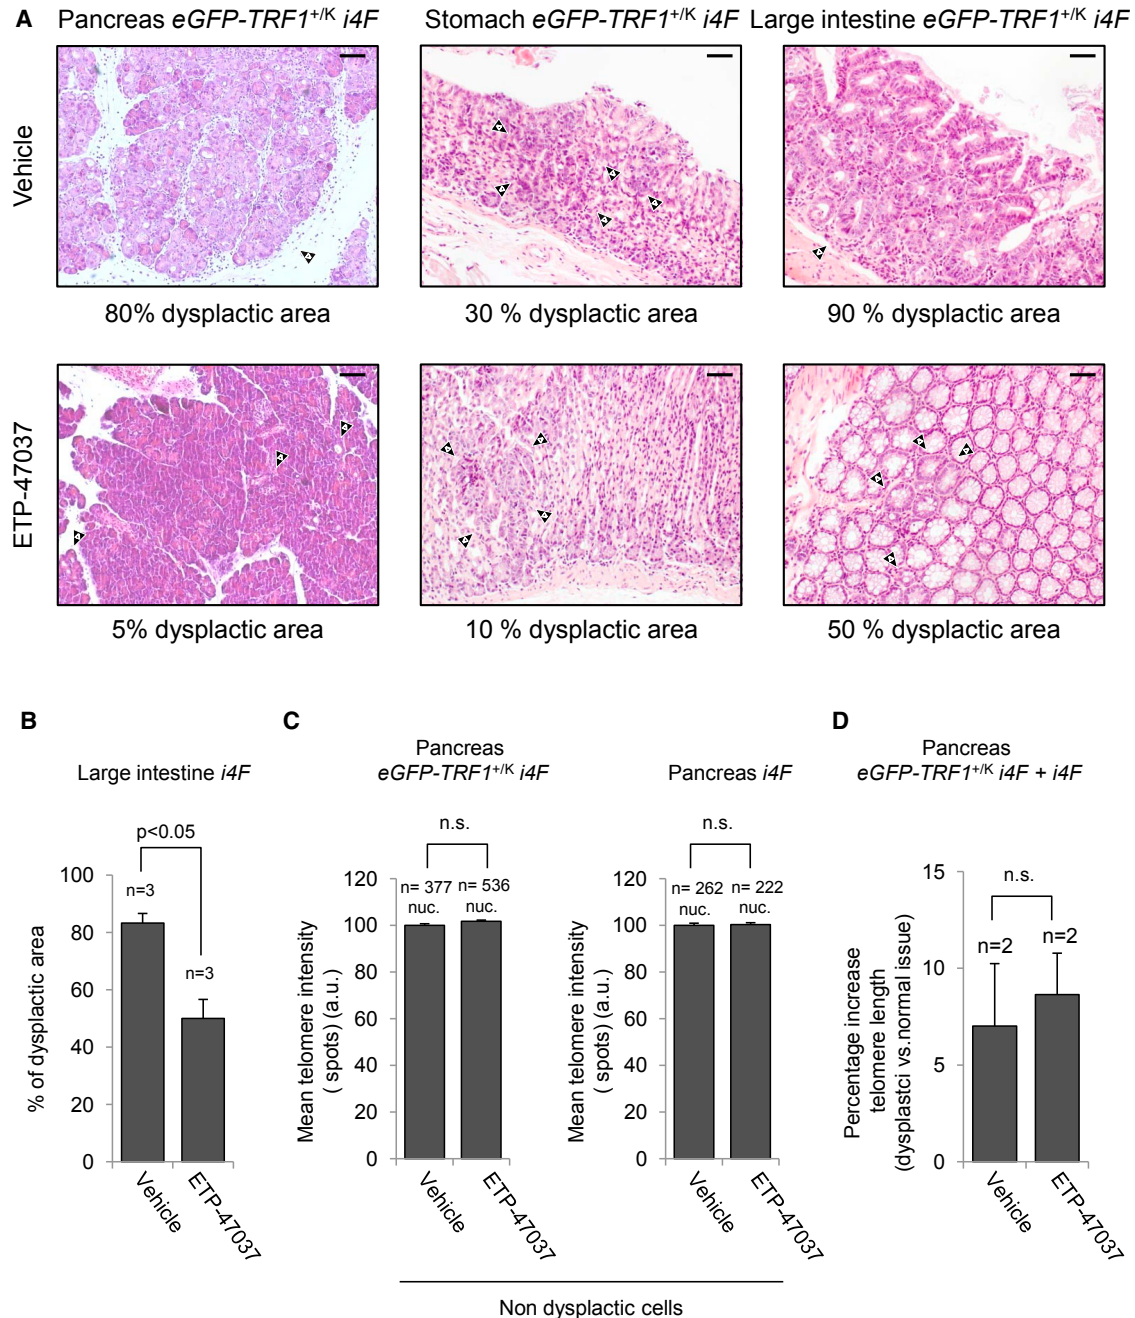 A
Pancreas eGFP-TRF1+/K i4F
Stomach eGFP-TRF1+/K i4F
Large intestine eGFP-TRF1+/K i4F
Vehicle
80% dysplactic area
30 % dysplactic area
90 % dysplactic area
ETP-47037
5% dysplactic area
10 % dysplactic area
50 % dysplactic area
B
Large intestine i4F
p<0.05
% of dysplactic area
100
80
60
40
20
0
n=3
n=3
Vehicle
ETP-47037
C
Pancreas
eGFP-TRF1+/K i4F
n.s.
Mean telomere intensity
( spots) (a.u.)
120
100
80
60
40
20
0
n= 377
nuc.
n= 536
nuc.
Vehicle
ETP-47037
Pancreas i4F
n.s.
Mean telomere intensity
( spots) (a.u.)
120
100
80
60
40
20
0
n= 262
nuc.
n= 222
nuc.
Vehicle
ETP-47037
Non dysplactic cells
D
Pancreas
eGFP-TRF1+/K i4F + i4F
n.s.
Percentage increase
telomere length
(dysplastci vs.normal issue)
15
10
5
0
n=2
n=2
Vehicle
ETP-47037